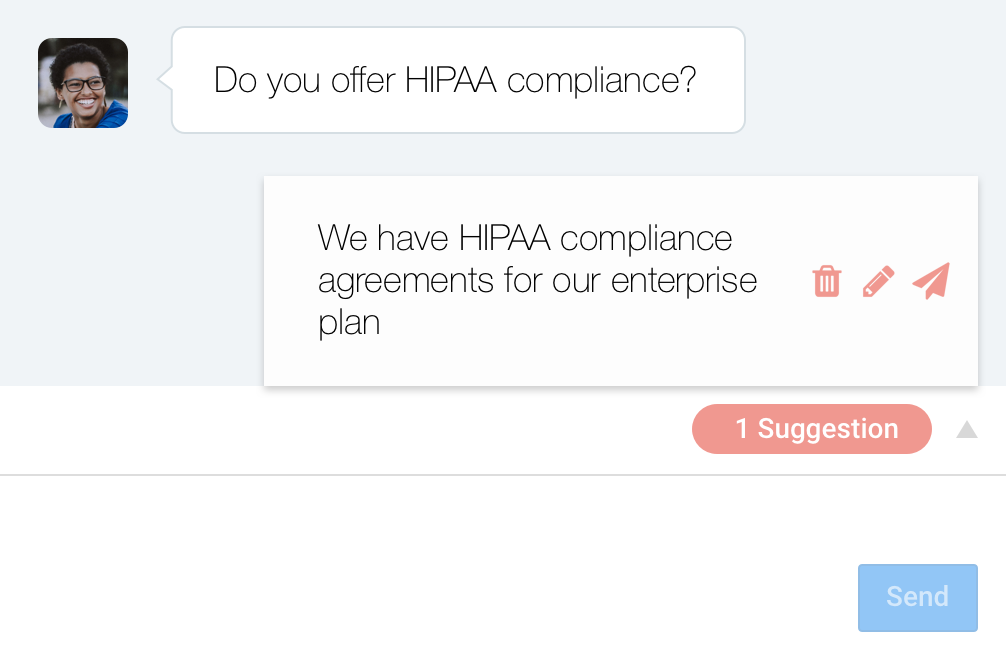 Do you offer HIPAA compliance?
We have HIPAA compliance
agreements for our enterprise
plan
1 Suggestion
Send